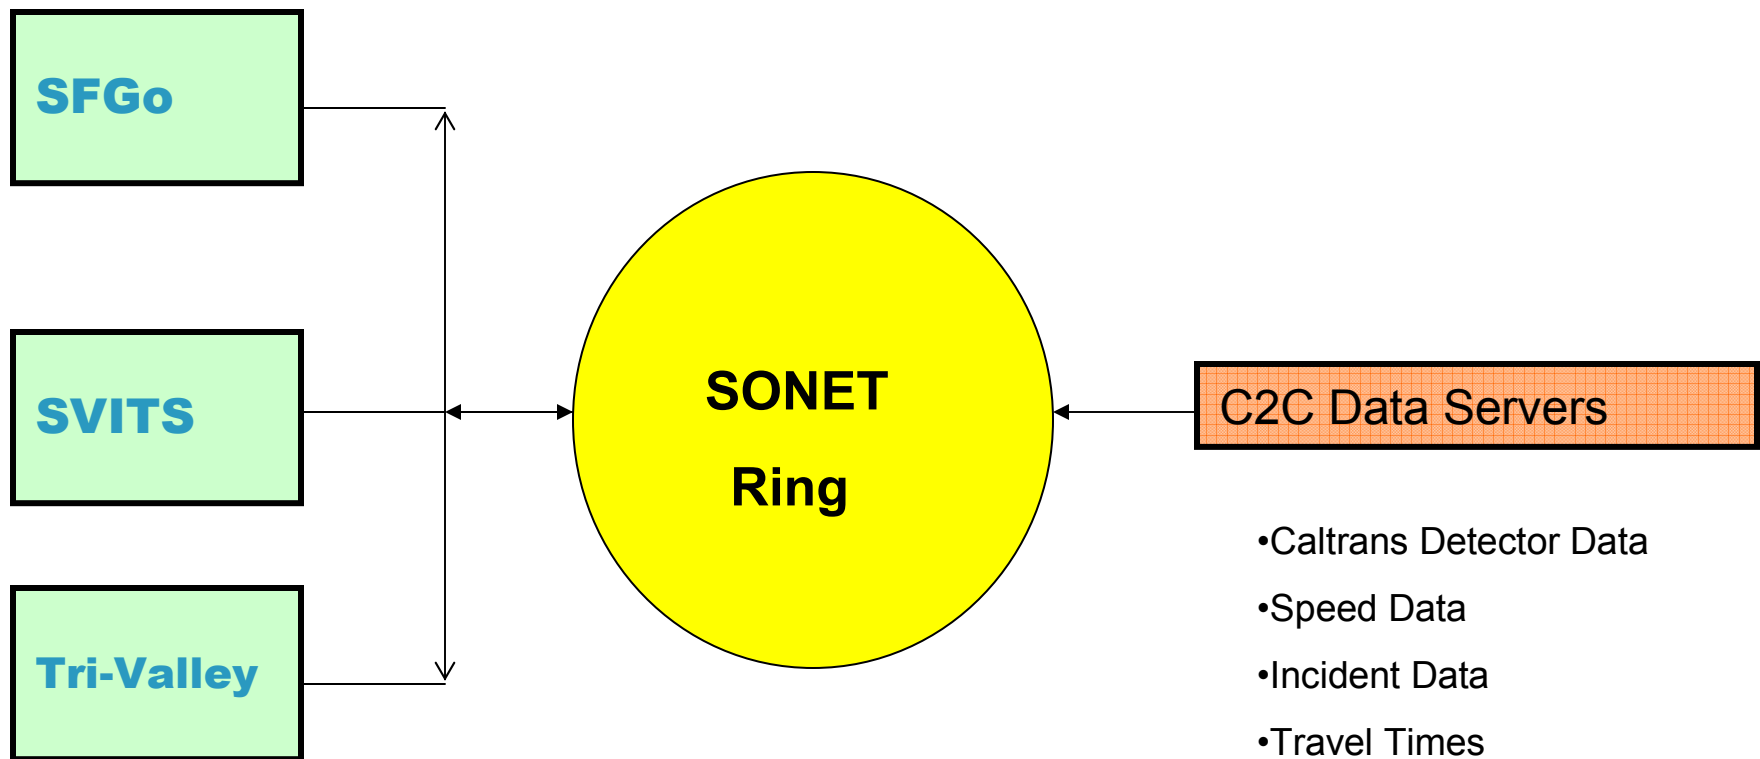 SFGo
SVITS
Tri-Valley
SONET
Ring
C2C Data Servers
•Caltrans Detector Data
•Speed Data
•Incident Data
•Travel Times